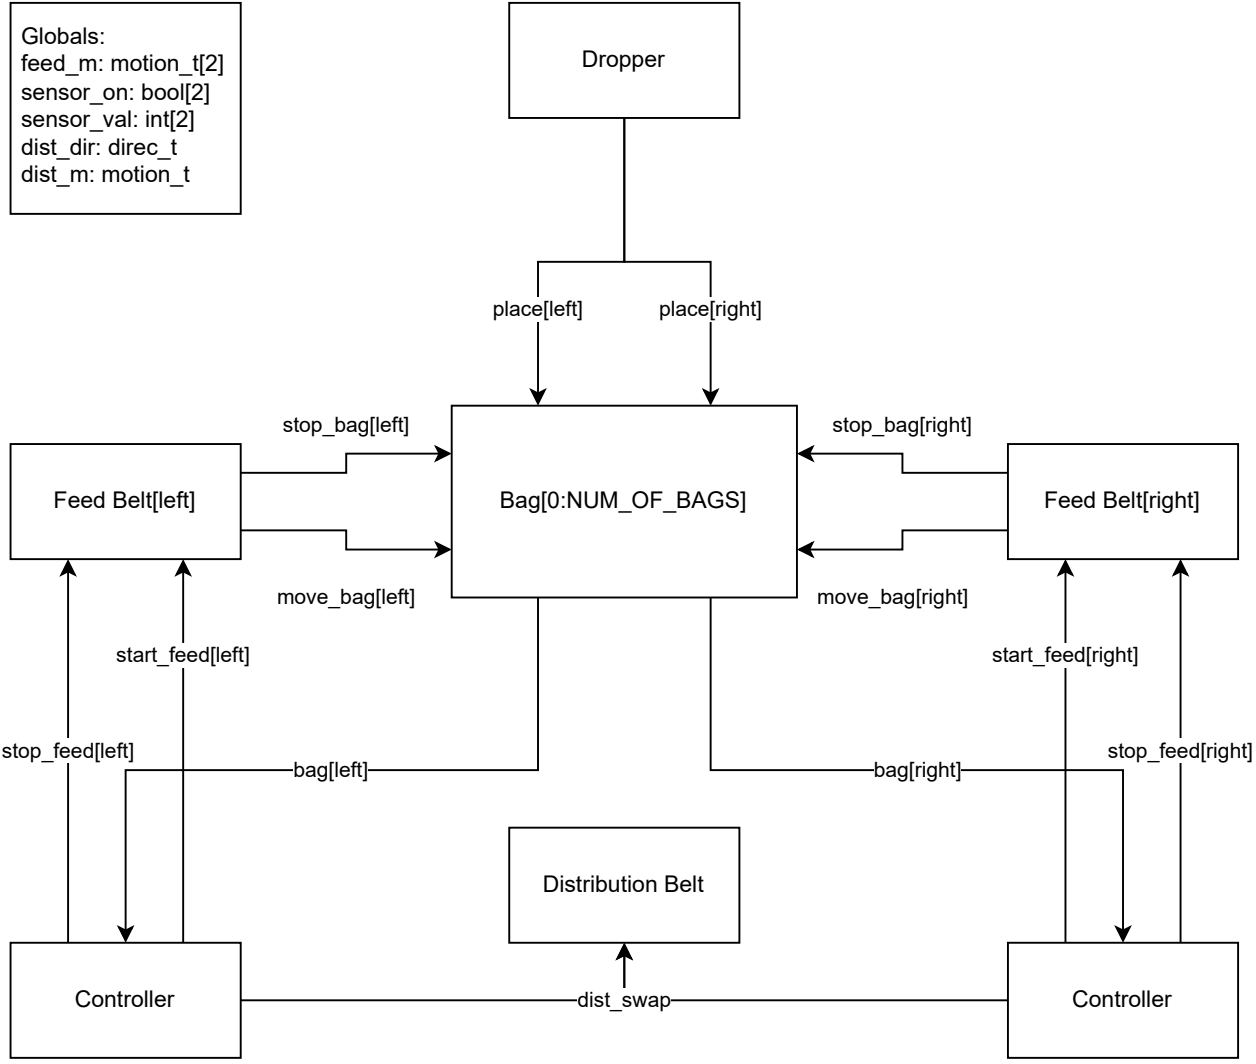 Globals:
feed_m: motion_t[2]
sensor_on: bool[2]
sensor_val: int[2]
dist_dir: direc_t
dist_m: motion_t
Dropper
place[left]
place[right]
stop_bag[left]
stop_bag[right]
Feed Belt[left]
Bag[0:NUM_OF_BAGS]
Feed Belt[right]
move_bag[left]
move_bag[right]
start_feed[left]
start_feed[right]
stop_feed[left]
stop_feed[right]
bag[left]
bag[right]
Distribution Belt
Controller
dist_swap
Controller